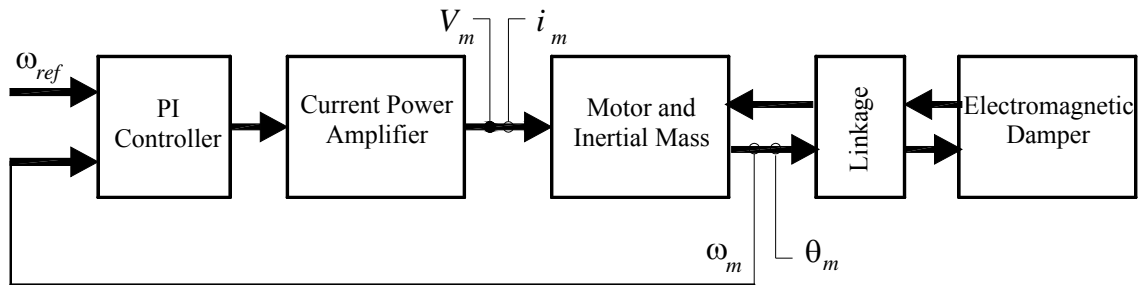 V_m
i_m
ω_ref
PI
Controller
Current Power
Amplifier
Motor and
Inertial Mass
Linkage
Electromagnetic
Damper
ω_m
θ_m